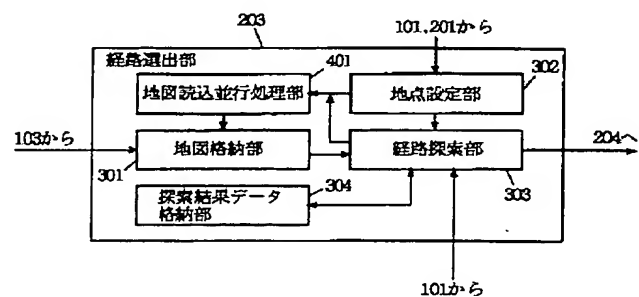 203
101,201から
経路選出部
401
302
地図読込並行処理部
地点設定部
103から
204へ
地図格納部
経路探索部
301
304
303
探索結果データ
格納部
101から